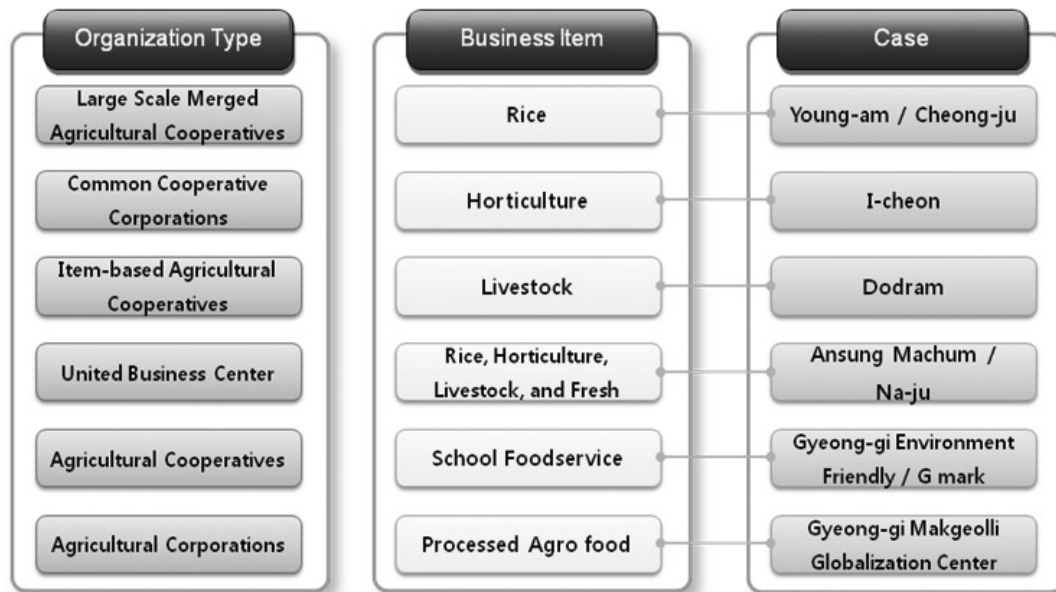 Organization Type
Business Item
Case
Large Scale Merged
Agricultural Cooperatives
Rice
Young-am / Cheong-ju
Common Cooperative
Corporations
Horticulture
I-cheon
Item-based Agricultural
Cooperatives
Livestock
Dodram
United Business Center
Rice, Horticulture,
Livestock, and Fresh
Ansung Machum /
Na-ju
Agricultural Cooperatives
School Foodservice
Gyeong-gi Environment
Friendly / G mark
Agricultural Corporations
Processed Agro food
Gyeong-gi Makgeolli
Globalization Center